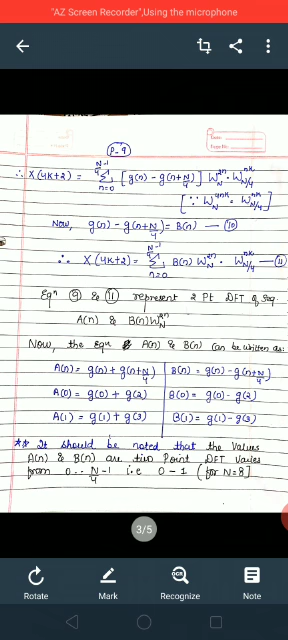 "AZ Screen Recorder",Using the microphone
P-9
∴ X(4K+2) = Σ_{n=0}^{N/4-1} [g(n) - g(n+N/4)] W_N^{2n} · W_{N/4}^{nK}
[∵ W_N^{4nK} = W_{N/4}^{nK}]
Now, g(n) - g(n+N/4) = B(n) — (10)
∴ X(4K+2) = Σ_{n=0}^{N/4-1} B(n) W_N^{2n} · W_{N/4}^{nK} — (11)
Eqⁿ (9) & (11) represent 2 Pt DFT of Seq.
A(n) & B(n)W_N^{2n}
Now, the Eqⁿ A(n) & B(n) can be written as:
A(n) = g(n) + g(n+N/4) | B(n) = g(n) - g(n+N/4)
A(0) = g(0) + g(2) | B(0) = g(0) - g(2)
A(1) = g(1) + g(3) | B(1) = g(1) - g(3)
** It should be noted that the values
A(n) & B(n) are two Point DFT varies
from 0 .. N/4 -1 i.e 0 - 1 (for N=8]
3/5
Rotate
Mark
OCR
Recognize
Note